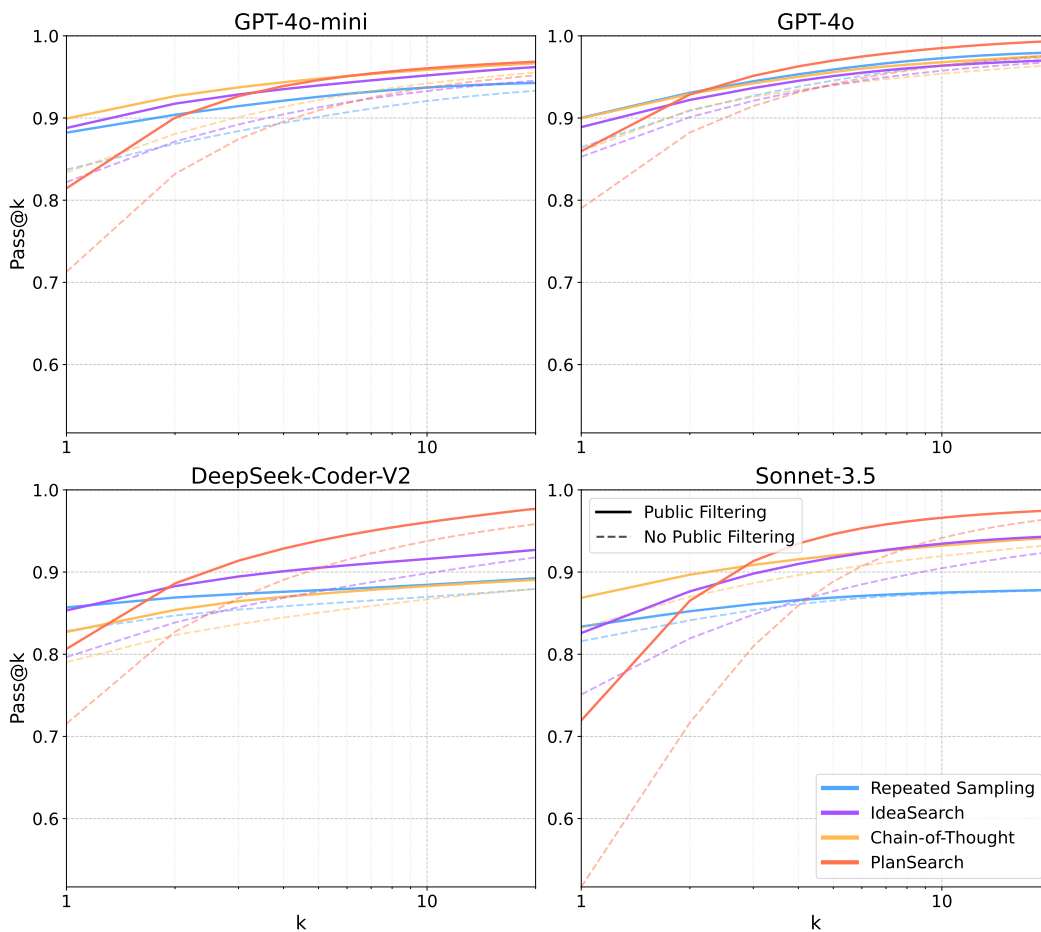 GPT-4o-mini
GPT-4o
1.0
0.9
0.8
0.7
0.6
Pass@k
1
10
1.0
0.9
0.8
0.7
0.6
1
10
DeepSeek-Coder-V2
Sonnet-3.5
1.0
0.9
0.8
0.7
0.6
Pass@k
1
10
k
1.0
0.9
0.8
0.7
0.6
Public Filtering
No Public Filtering
Repeated Sampling
IdeaSearch
Chain-of-Thought
PlanSearch
1
10
k